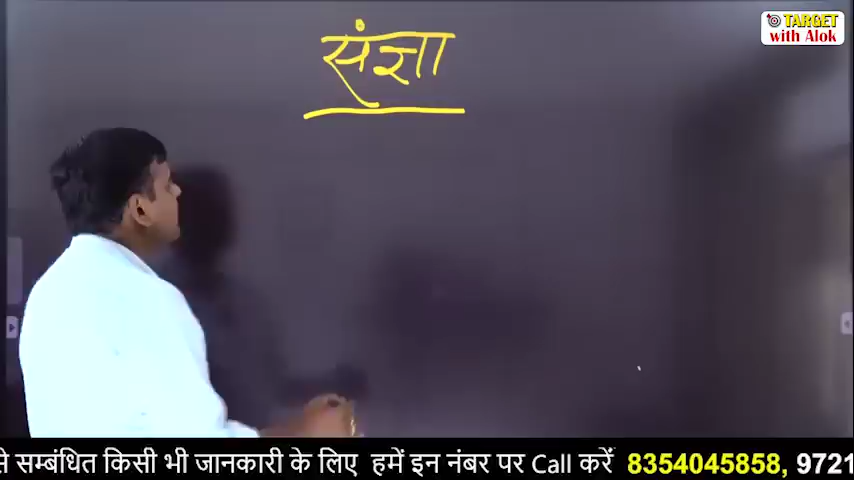 TARGET
with Alok
संज्ञा
से सम्बंधित किसी भी जानकारी के लिए हमें इन नंबर पर Call करें 8354045858, 9721